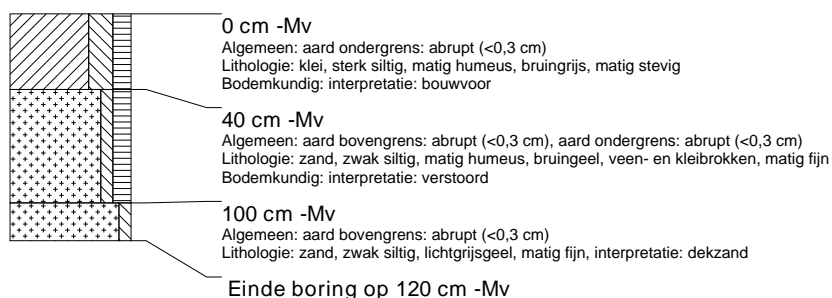 0 cm -Mv
Algemeen: aard ondergrens: abrupt (<0,3 cm)
Lithologie: klei, sterk siltig, matig humeus, bruingrijs, matig stevig
Bodemkundig: interpretatie: bouwvoor
40 cm -Mv
Algemeen: aard bovengrens: abrupt (<0,3 cm), aard ondergrens: abrupt (<0,3 cm)
Lithologie: zand, zwak siltig, matig humeus, bruingeel, veen- en kleibrokken, matig fijn
Bodemkundig: interpretatie: verstoord
100 cm -Mv
Algemeen: aard bovengrens: abrupt (<0,3 cm)
Lithologie: zand, zwak siltig, lichtgrijsgeel, matig fijn, interpretatie: dekzand
Einde boring op 120 cm -Mv